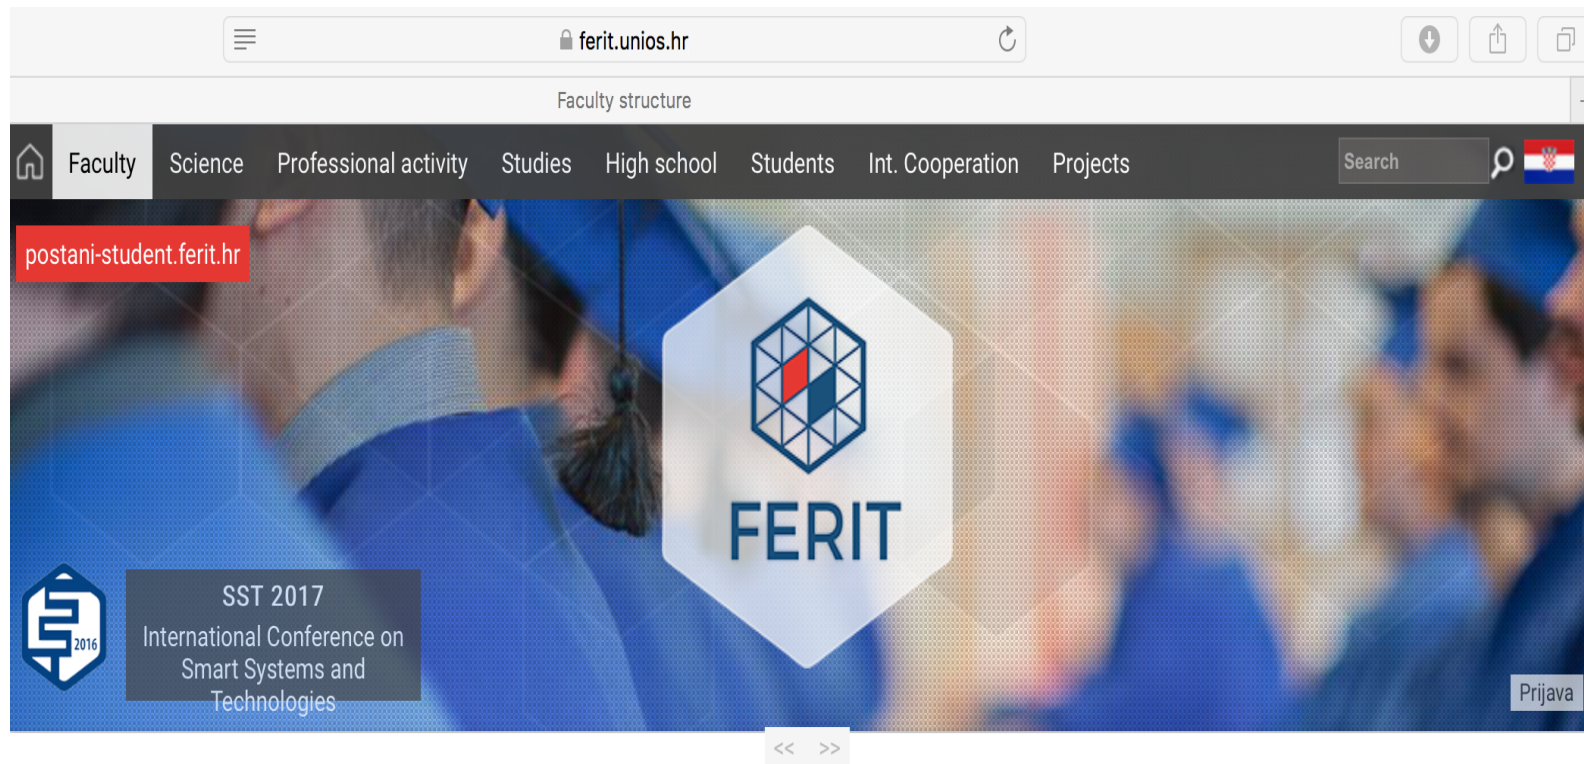 ferit.unios.hr
Faculty structure
Faculty Science Professional activity Studies High school Students Int. Cooperation Projects Search
postani-student.ferit.hr
FERIT
2016
SST 2017
International Conference on
Smart Systems and
Technologies
Prijava
<< >>